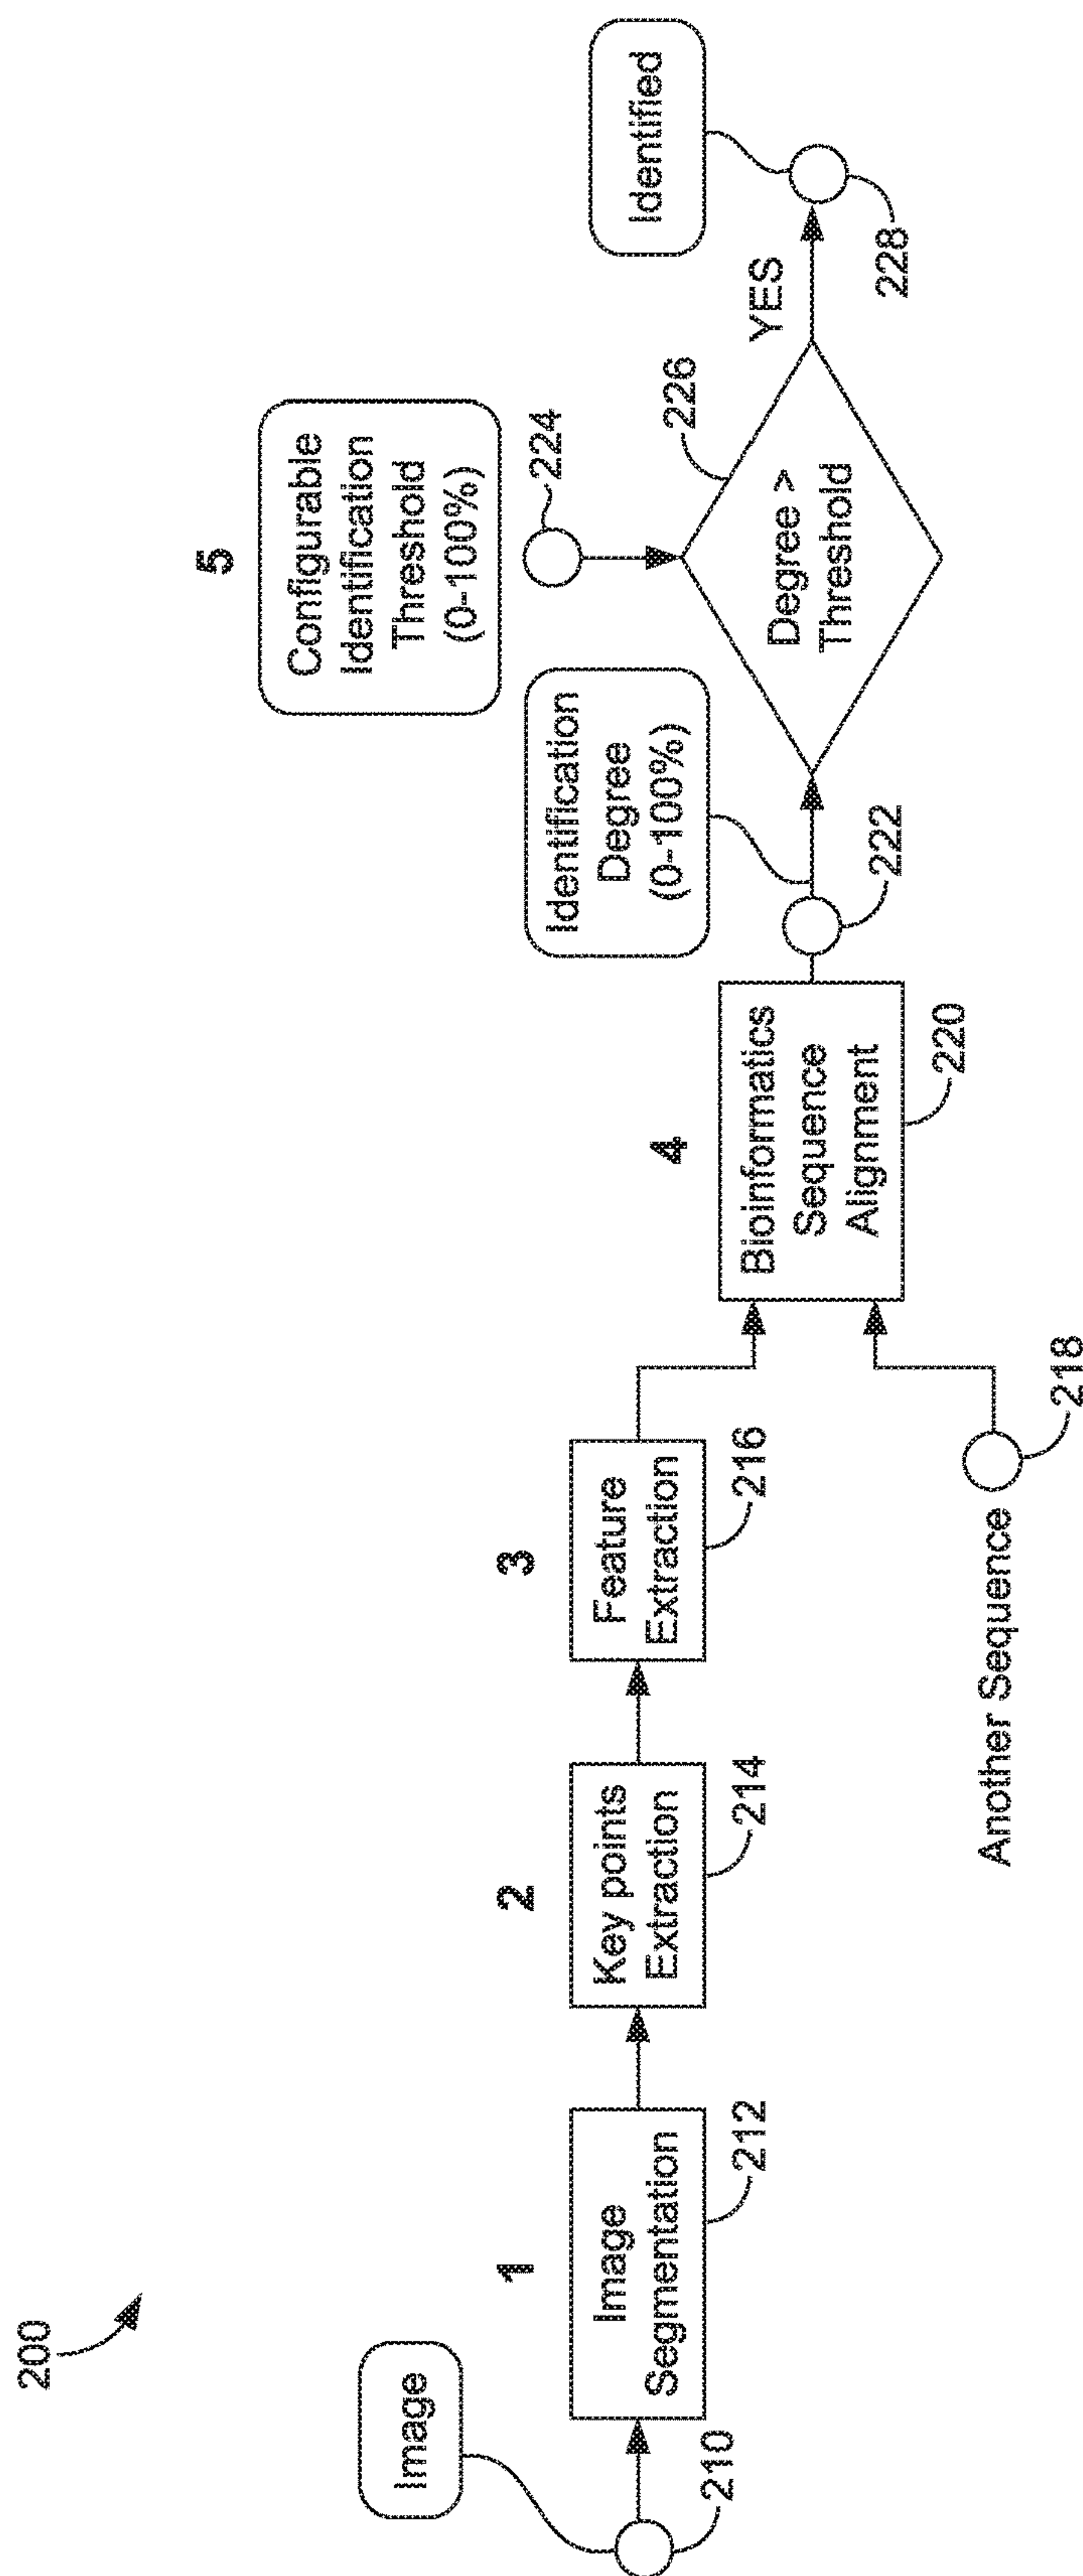 200
Image
210
1
Image
Segmentation
212
2
Key points
Extraction
214
3
Feature
Extraction
216
Another Sequence
218
4
Bioinformatics
Sequence
Alignment
220
Identification
Degree
(0-100%)
222
5
Configurable
Identification
Threshold
(0-100%)
224
Degree >
Threshold
226
YES
Identified
228